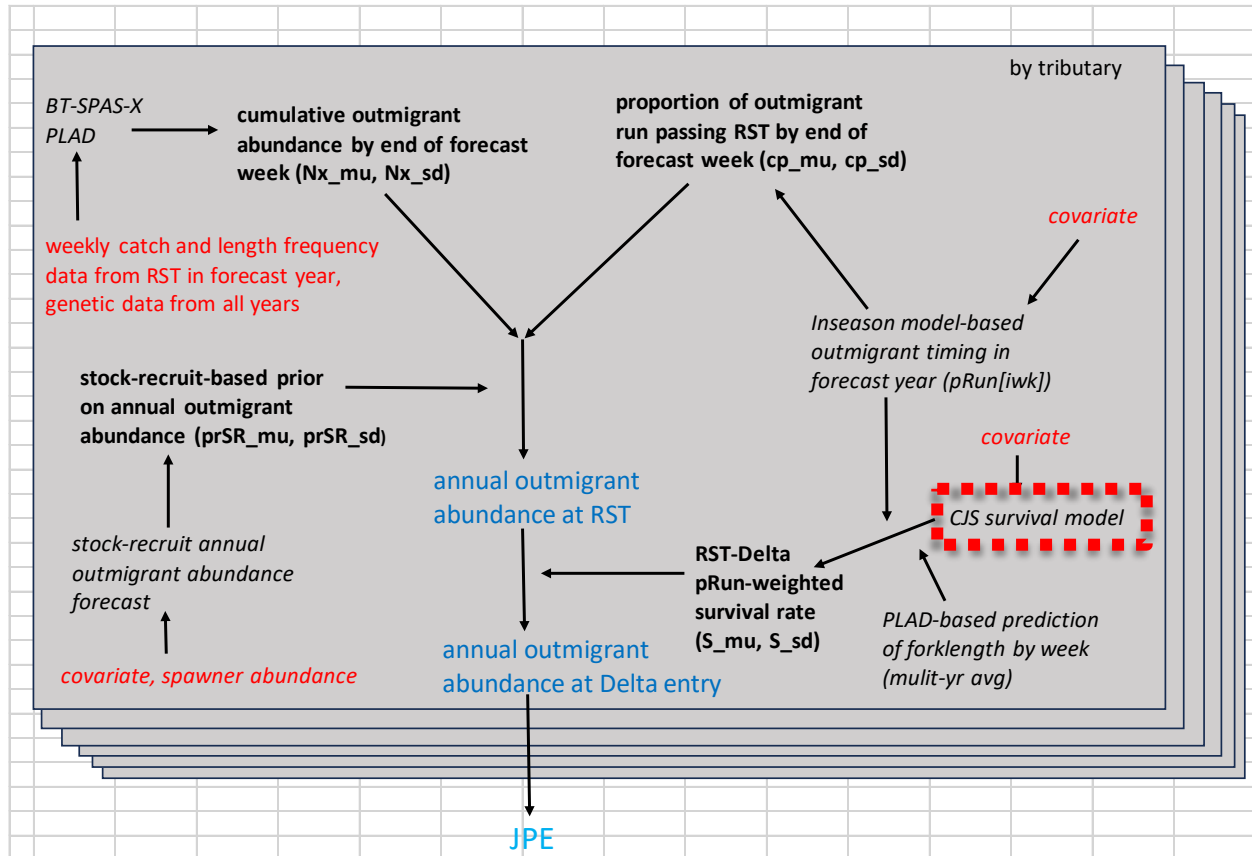 by tributary
BT-SPAS-X
PLAD
cumulative outmigrant
abundance by end of forecast
week (Nx_mu, Nx_sd)
proportion of outmigrant
run passing RST by end of
forecast week (cp_mu, cp_sd)
covariate
weekly catch and length frequency
data from RST in forecast year,
genetic data from all years
Inseason model-based
outmigrant timing in
forecast year (pRun[iwk])
stock-recruit-based prior
on annual outmigrant
abundance (prSR_mu, prSR_sd)
covariate
annual outmigrant
abundance at RST
CJS survival model
stock-recruit annual
outmigrant abundance
forecast
RST-Delta
pRun-weighted
survival rate
(S_mu, S_sd)
PLAD-based prediction
of forklength by week
(mulit-yr avg)
covariate, spawner abundance
annual outmigrant
abundance at Delta entry
JPE